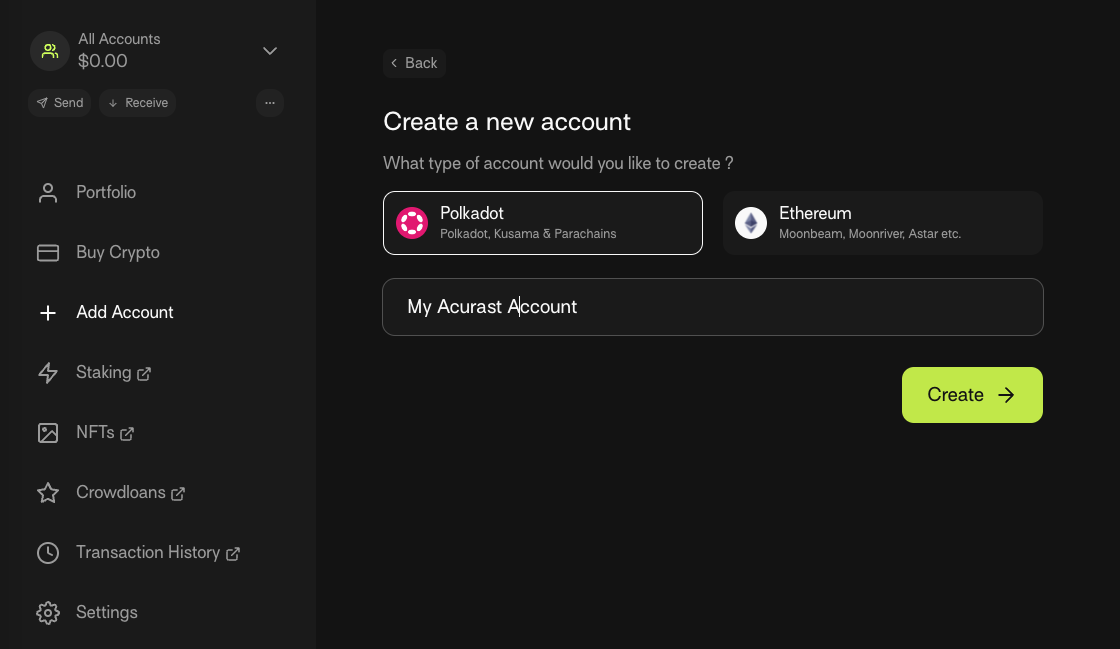 All Accounts
$0.00
Send
Receive
...
Portfolio
Buy Crypto
Add Account
Staking
NFTs
Crowdloans
Transaction History
Settings
Back
Create a new account
What type of account would you like to create ?
Polkadot
Polkadot, Kusama & Parachains
Ethereum
Moonbeam, Moonriver, Astar etc.
My Acurast Account
Create